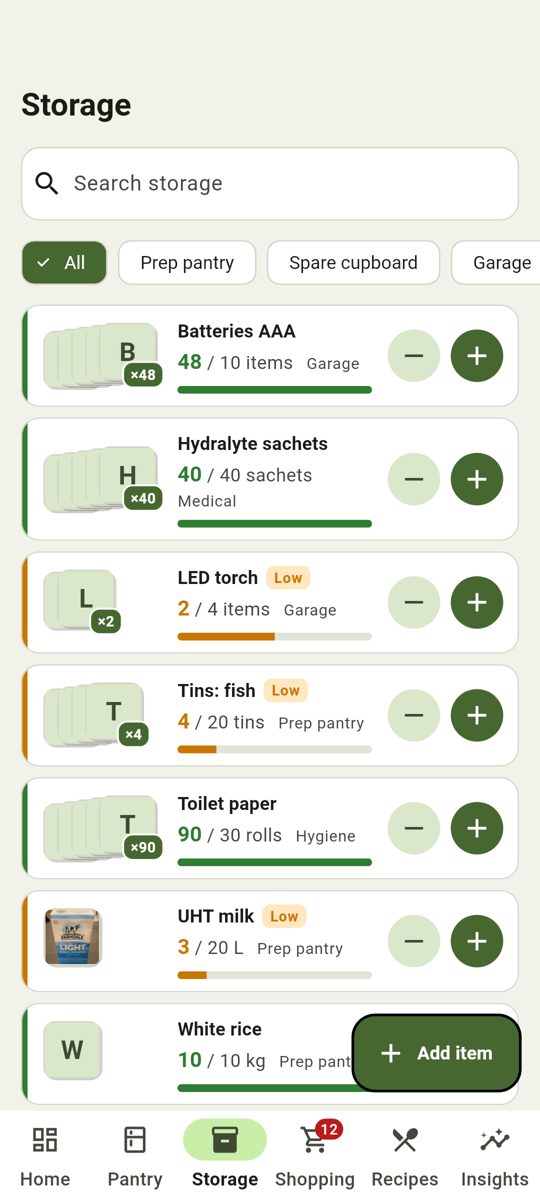 Storage
Search storage
All
Prep pantry
Spare cupboard
Garage
B
×48
Batteries AAA
48 / 10 items Garage
H
×40
Hydralyte sachets
40 / 40 sachets
Medical
L
×2
LED torch Low
2 / 4 items Garage
T
×4
Tins: fish Low
4 / 20 tins Prep pantry
T
×90
Toilet paper
90 / 30 rolls Hygiene
LIGHT
UHT milk Low
3 / 20 L Prep pantry
W
White rice
10 / 10 kg Prep pant
Add item
12
Home
Pantry
Storage
Shopping
Recipes
Insights